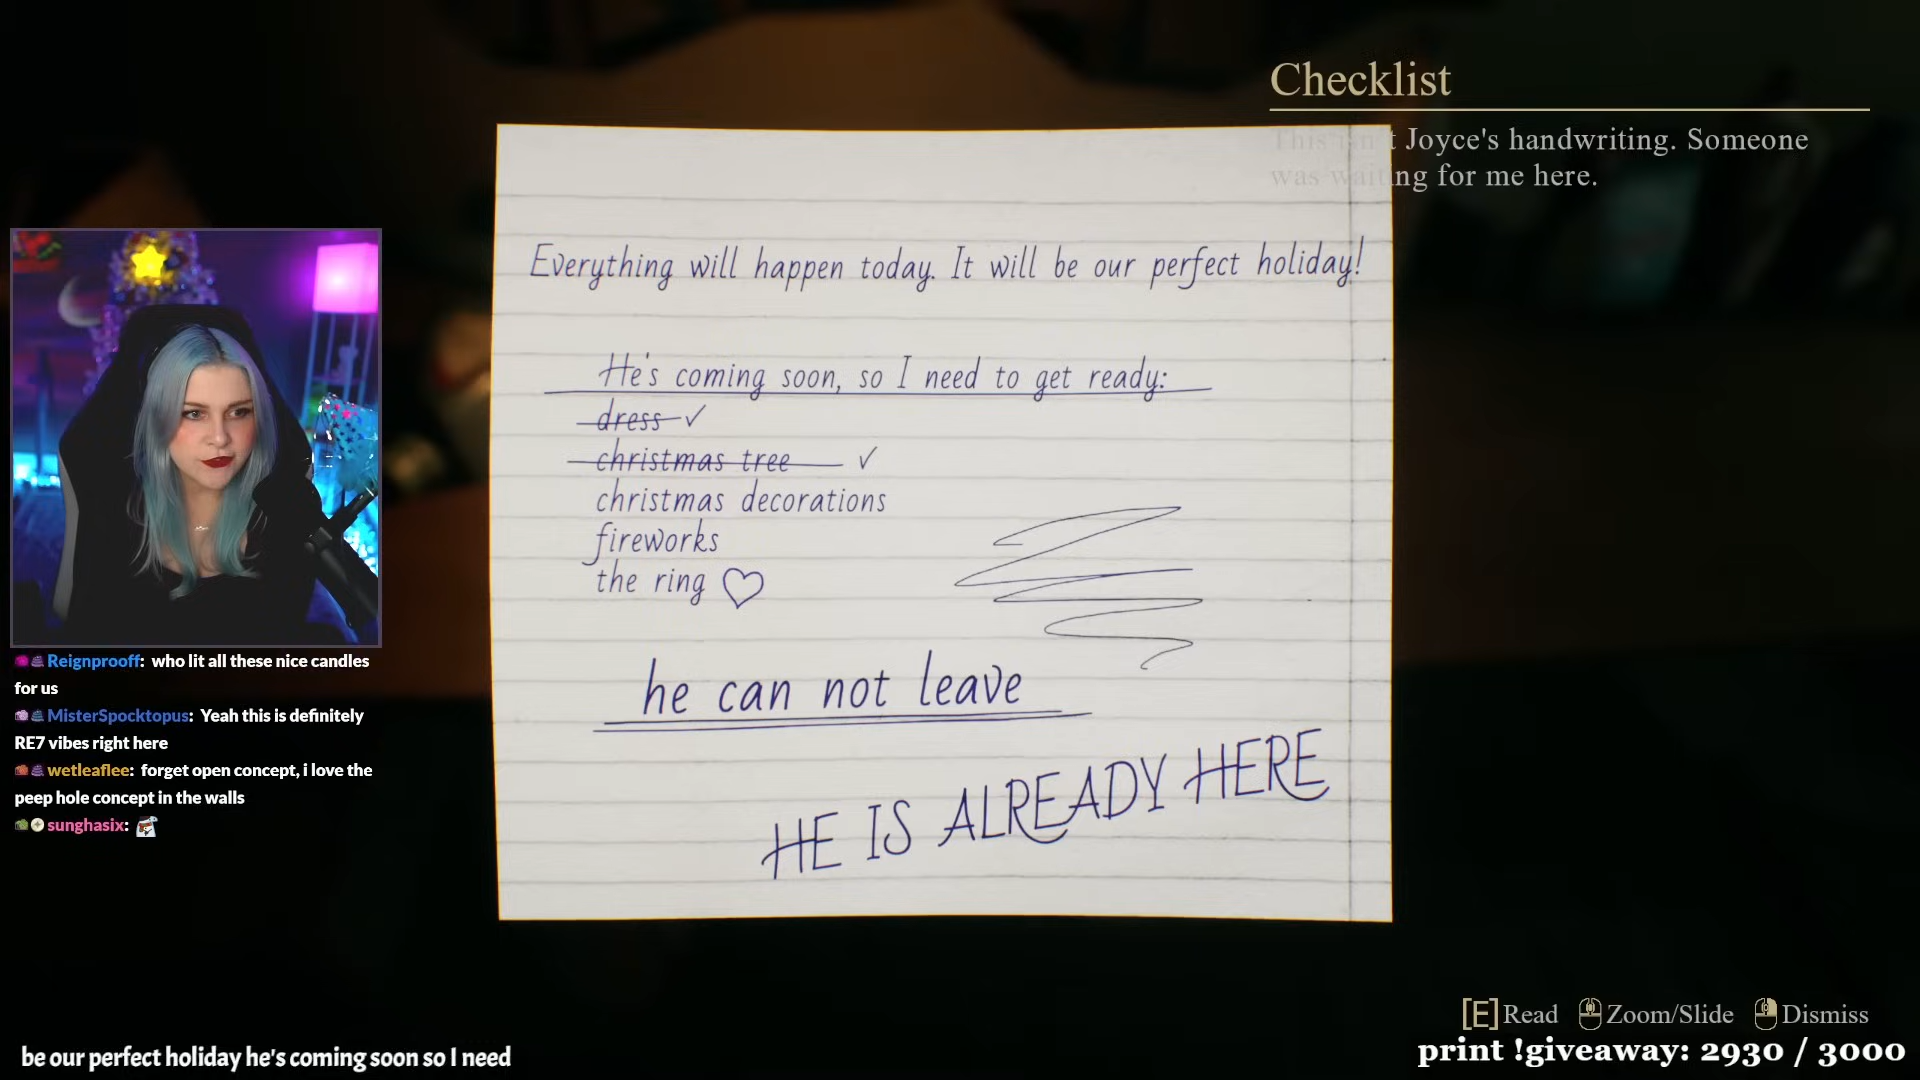 Checklist
This isn't Joyce's handwriting. Someone
was waiting for me here.
Everything will happen today. It will be our perfect holiday!
He's coming soon, so I need to get ready:
dress ✓
christmas tree ✓
christmas decorations
fireworks
the ring ♡
he can not leave
HE IS ALREADY HERE
Reignprooff: who lit all these nice candles
for us
MisterSpocktopus: Yeah this is definitely
RE7 vibes right here
wetleaflee: forget open concept, i love the
peep hole concept in the walls
sunghasix:
[E] Read Zoom/Slide Dismiss
print !giveaway: 2930 / 3000
be our perfect holiday he's coming soon so I need